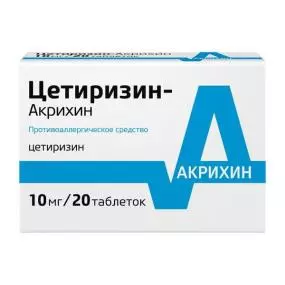 Цетиризин-
Акрихин
Противоаллергическое средство
цетиризин
АКРИХИН
10 мг/20 таблеток